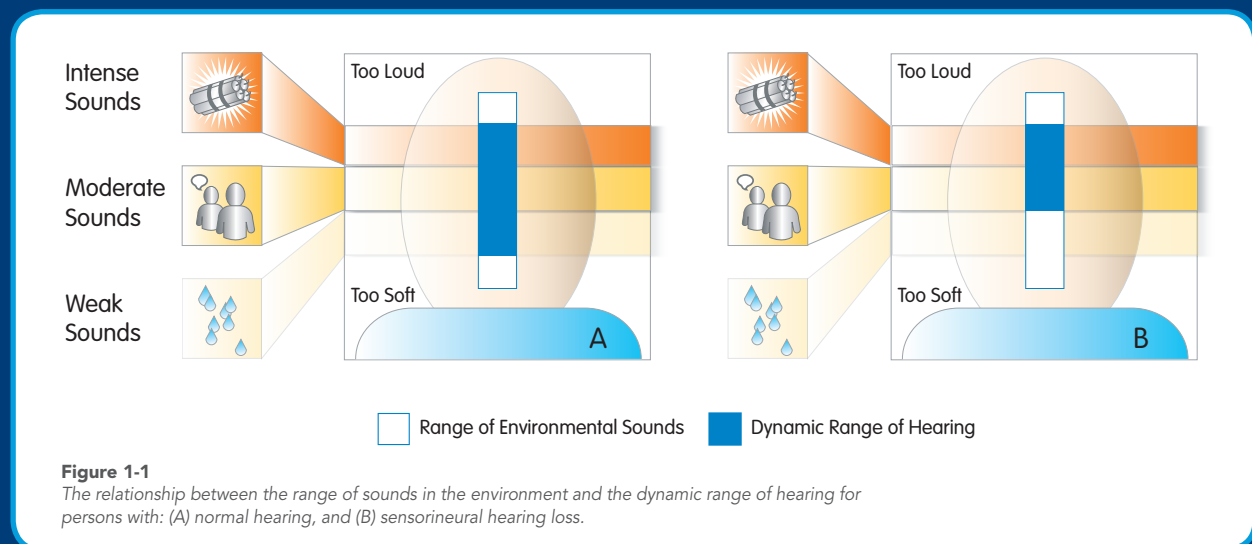 Intense
Sounds
Moderate
Sounds
Weak
Sounds
Too Loud
Too Soft
A
Too Loud
Too Soft
B
Range of Environmental Sounds
Dynamic Range of Hearing
Figure 1-1
The relationship between the range of sounds in the environment and the dynamic range of hearing for
persons with: (A) normal hearing, and (B) sensorineural hearing loss.